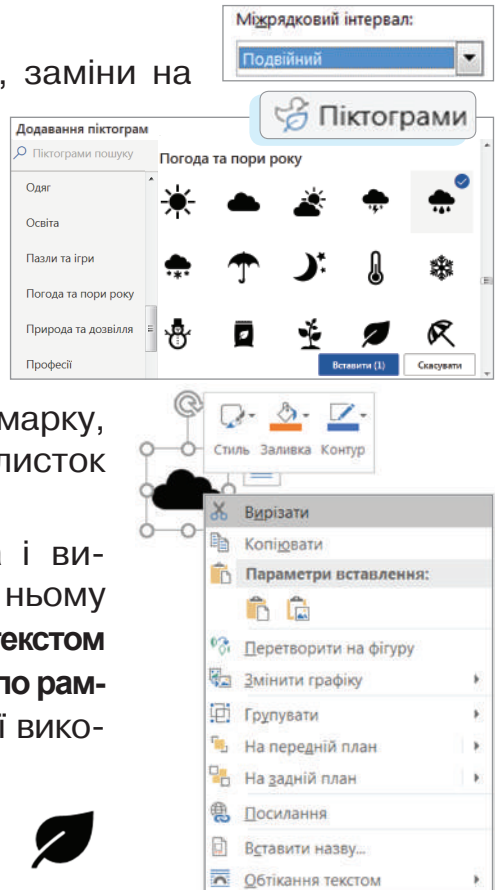 Міжрядковий інтервал:
Подвійний
, заміни на
Піктограми
Додавання піктограм
Піктограми пошуку
Погода та пори року
Одяг
Освіта
Пазли та ігри
Погода та пори року
Природа та дозвілля
Професії
Вставити (1)
Скасувати
марку,
листок
Стиль Заливка Контур
і ви-
ньому
текстом
по рам-
ї вико-
Вирізати
Копіювати
Параметри вставлення:
Перетворити на фігуру
Змінити графіку
Групувати
На передній план
На задній план
Посилання
Вставити назву...
Обтікання текстом